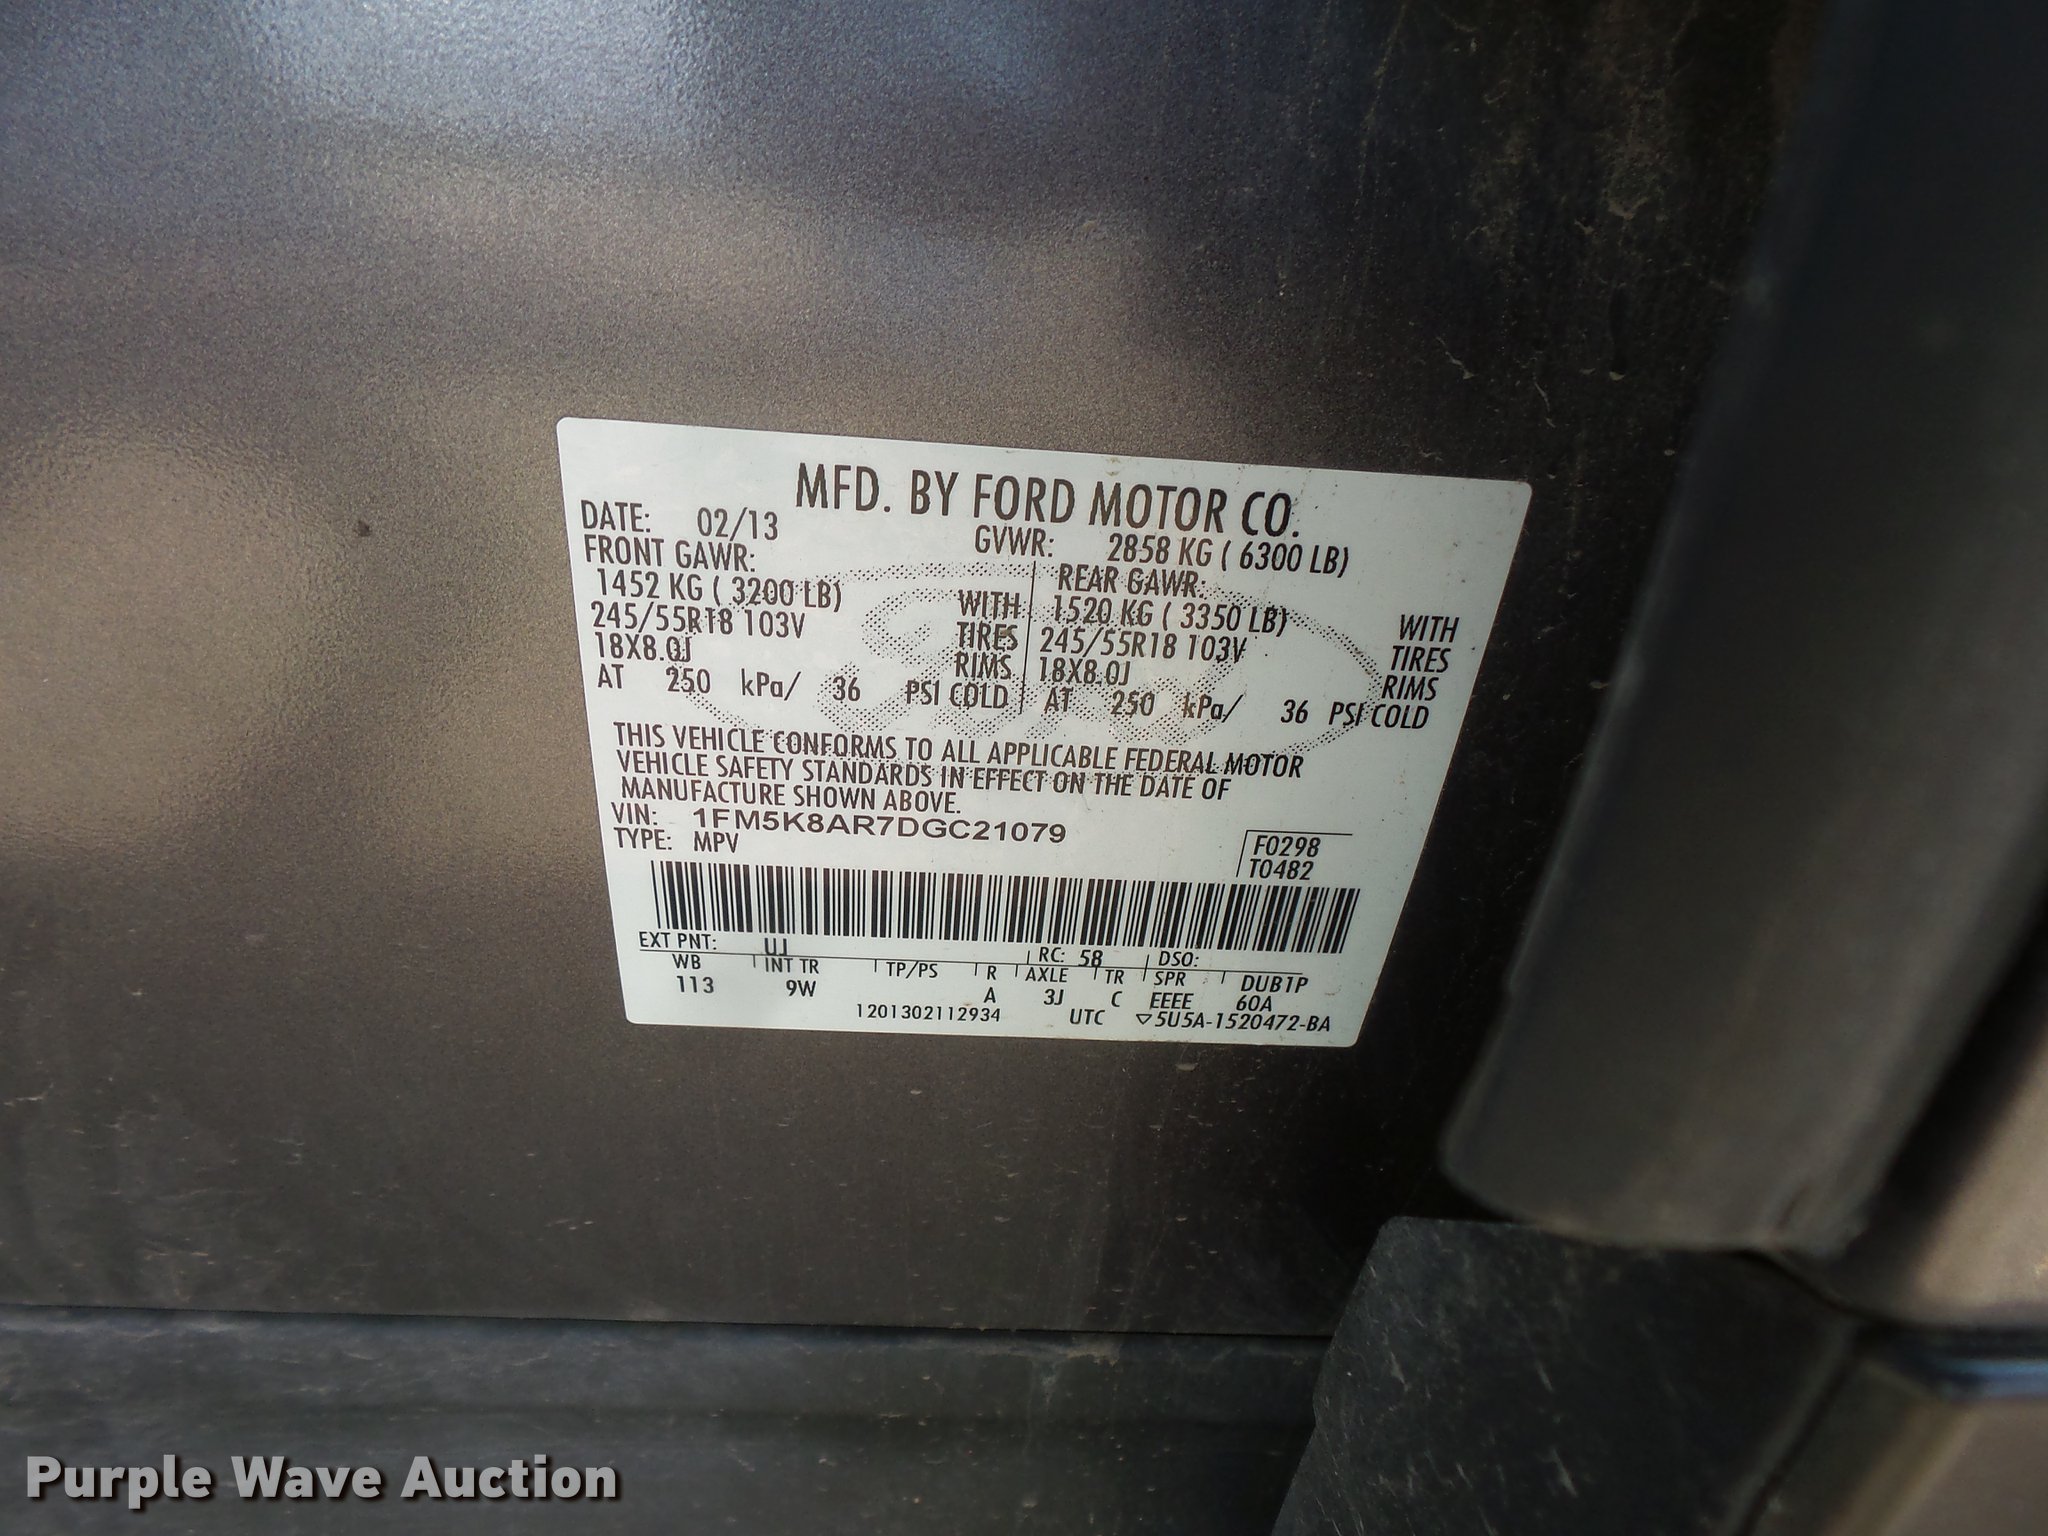 MFD. BY FORD MOTOR CO.
DATE: 02/13 GVWR: 2858 KG ( 6300 LB)
FRONT GAWR: REAR GAWR:
1452 KG ( 3200 LB) WITH 1520 KG ( 3350 LB) WITH
245/55R18 103V TIRES 245/55R18 103V TIRES
18X8.0J RIMS 18X8.0J RIMS
AT 250 kPa/ 36 PSI COLD AT 250 kPa/ 36 PSI COLD
THIS VEHICLE CONFORMS TO ALL APPLICABLE FEDERAL MOTOR
VEHICLE SAFETY STANDARDS IN EFFECT ON THE DATE OF
MANUFACTURE SHOWN ABOVE.
VIN: 1FM5K8AR7DGC21079
TYPE: MPV
F0298
T0482
EXT PNT: UJ RC: 58 DSO:
WB INT TR TP/PS R AXLE TR SPR DUB1P
113 9W A 3J C EEEE 60A
1201302112934 UTC ▽5U5A-1520472-BA
Purple Wave Auction